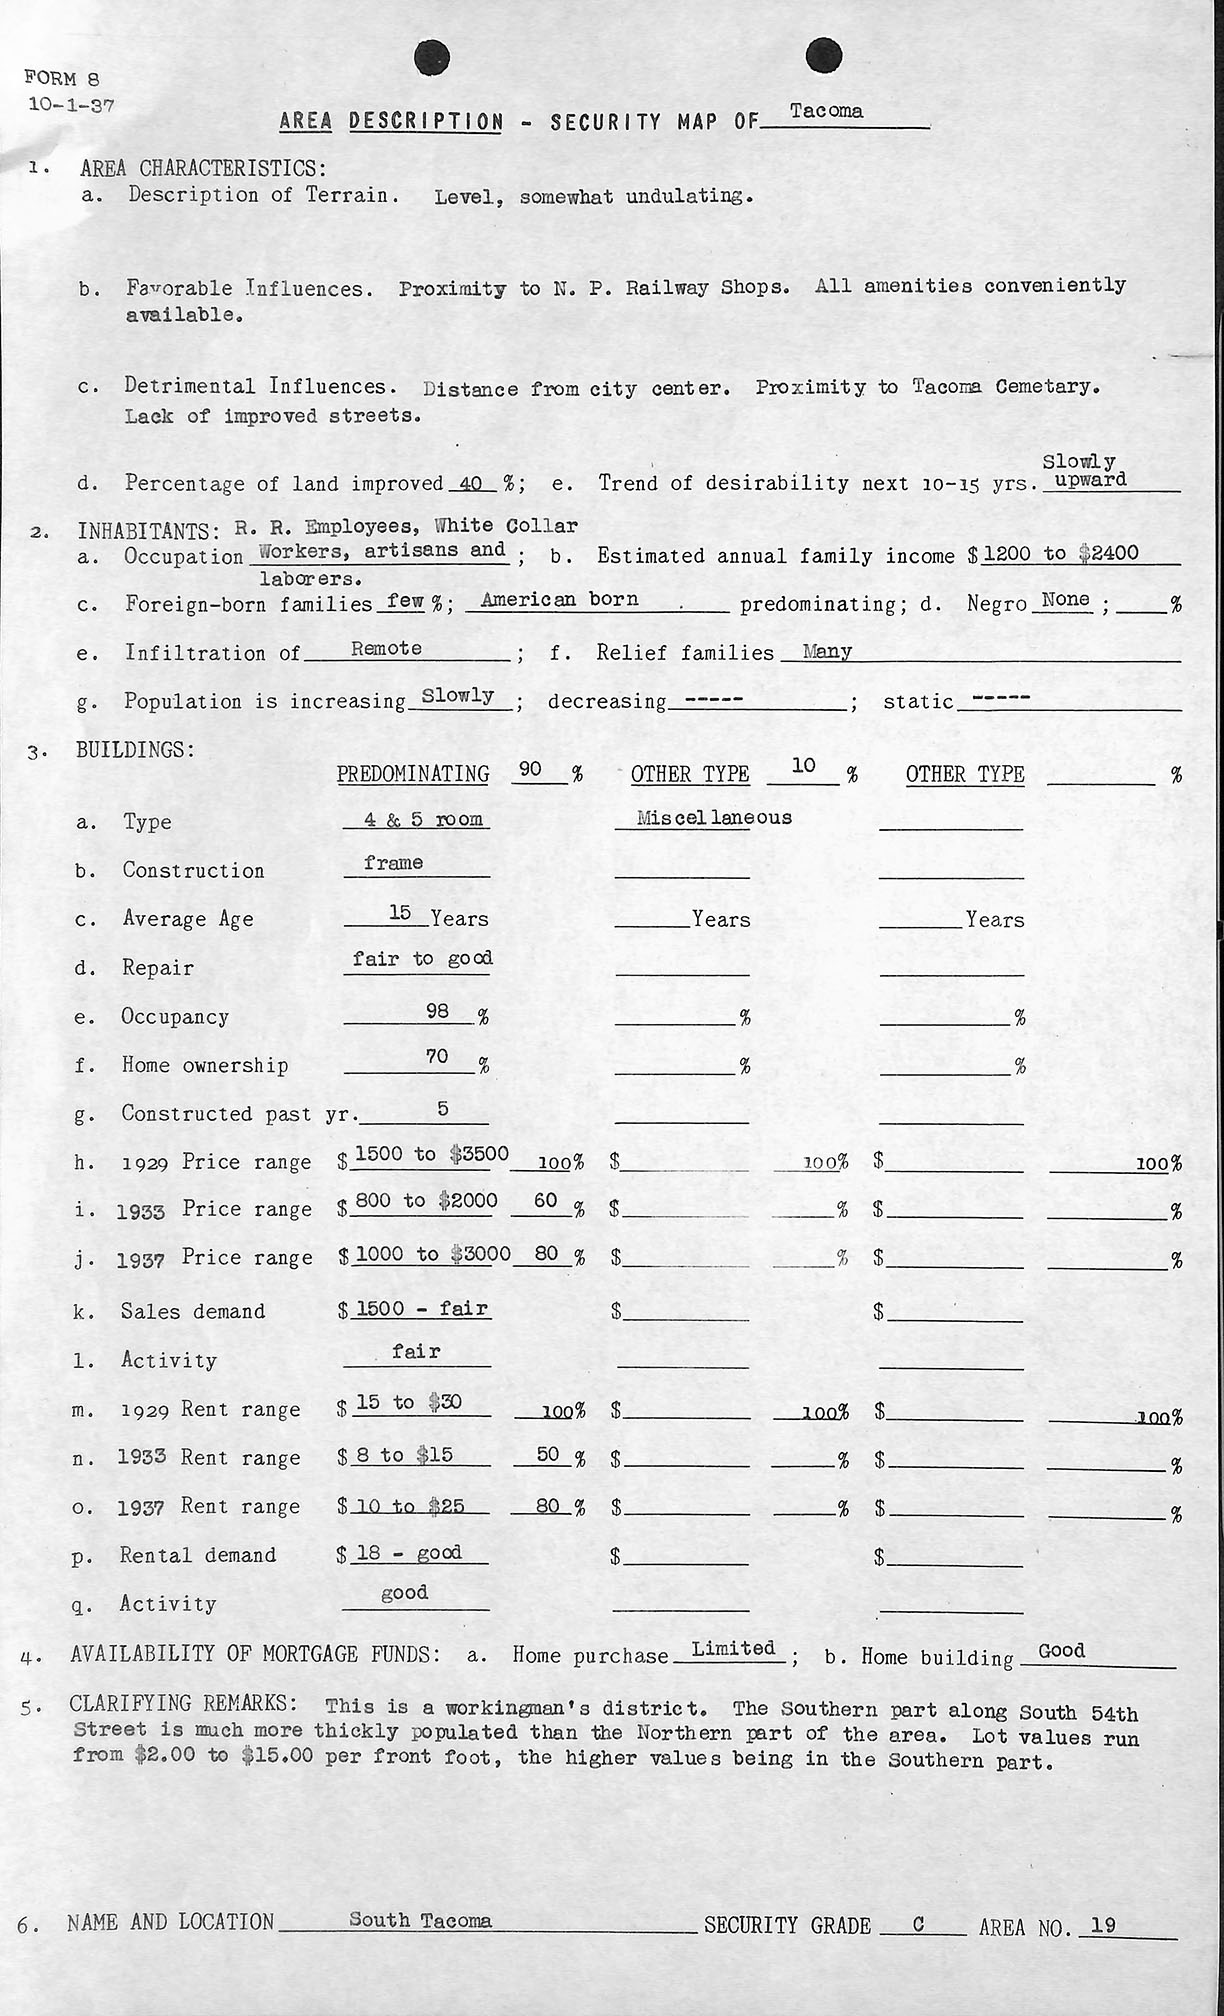 FORM 8
10-1-37
AREA DESCRIPTION - SECURITY MAP OF Tacoma
1. AREA CHARACTERISTICS:
a. Description of Terrain. Level, somewhat undulating.
b. Favorable Influences. Proximity to N. P. Railway Shops. All amenities conveniently
available.
c. Detrimental Influences. Distance from city center. Proximity to Tacoma Cemetary.
Lack of improved streets.
Slowly
d. Percentage of land improved 40 %; e. Trend of desirability next 10-15 yrs. upward
2. INHABITANTS: R. R. Employees, White Collar
a. Occupation Workers, artisans and ; b. Estimated annual family income $ 1200 to $2400
laborers.
c. Foreign-born families few %; American born predominating; d. Negro None ; %
e. Infiltration of Remote ; f. Relief families Many
g. Population is increasing Slowly ; decreasing ----- ; static -----
3. BUILDINGS:
PREDOMINATING 90 % OTHER TYPE 10 % OTHER TYPE %
a. Type 4 & 5 room Miscellaneous
b. Construction frame
c. Average Age 15 Years Years Years
d. Repair fair to good
e. Occupancy 98 % % %
f. Home ownership 70 % % %
g. Constructed past yr. 5
h. 1929 Price range $ 1500 to $3500 100% $ 100% $ 100%
i. 1933 Price range $ 800 to $2000 60 % $ % $ %
j. 1937 Price range $ 1000 to $3000 80 % $ % $ %
k. Sales demand $ 1500 - fair $ $
l. Activity fair
m. 1929 Rent range $ 15 to $30 100% $ 100% $ 100%
n. 1933 Rent range $ 8 to $15 50 % $ % $ %
o. 1937 Rent range $ 10 to $25 80 % $ % $ %
p. Rental demand $ 18 - good $ $
q. Activity good
4. AVAILABILITY OF MORTGAGE FUNDS: a. Home purchase Limited ; b. Home building Good
5. CLARIFYING REMARKS: This is a workingman's district. The Southern part along South 54th
Street is much more thickly populated than the Northern part of the area. Lot values run
from $2.00 to $15.00 per front foot, the higher values being in the Southern part.
6. NAME AND LOCATION South Tacoma SECURITY GRADE C AREA NO. 19